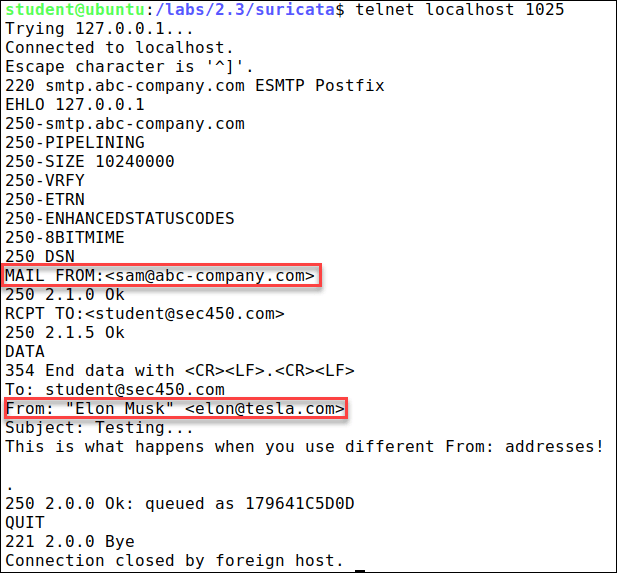 student@ubuntu:/labs/2.3/suricata$ telnet localhost 1025
Trying 127.0.0.1...
Connected to localhost.
Escape character is '^]'.
220 smtp.abc-company.com ESMTP Postfix
EHLO 127.0.0.1
250-smtp.abc-company.com
250-PIPELINING
250-SIZE 10240000
250-VRFY
250-ETRN
250-ENHANCEDSTATUSCODES
250-8BITMIME
250 DSN
MAIL FROM:<sam@abc-company.com>
250 2.1.0 Ok
RCPT TO:<student@sec450.com>
250 2.1.5 Ok
DATA
354 End data with <CR><LF>.<CR><LF>
To: student@sec450.com
From: "Elon Musk" <elon@tesla.com>
Subject: Testing...
This is what happens when you use different From: addresses!
.
250 2.0.0 Ok: queued as 179641C5D0D
QUIT
221 2.0.0 Bye
Connection closed by foreign host.